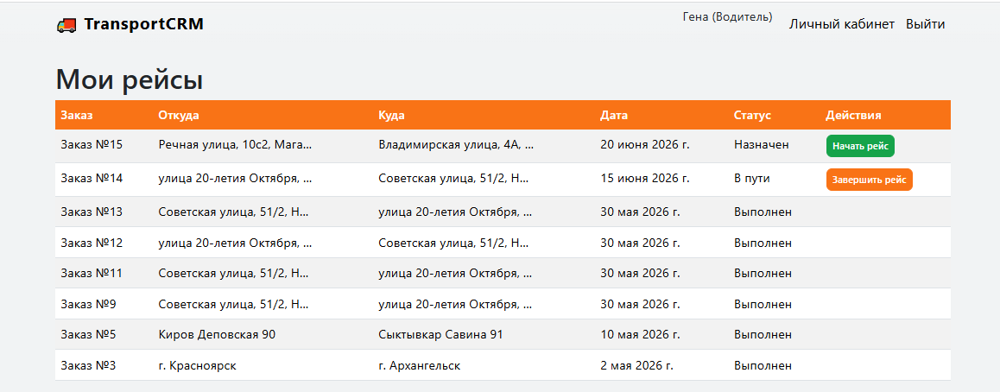 TransportCRM Гена (Водитель) Личный кабинет Выйти
Мои рейсы
Заказ Откуда Куда Дата Статус Действия
Заказ №15 Речная улица, 10с2, Мага... Владимирская улица, 4А, ... 20 июня 2026 г. Назначен Начать рейс
Заказ №14 улица 20-летия Октября, ... Советская улица, 51/2, Н... 15 июня 2026 г. В пути Завершить рейс
Заказ №13 Советская улица, 51/2, Н... улица 20-летия Октября, ... 30 мая 2026 г. Выполнен
Заказ №12 улица 20-летия Октября, ... Советская улица, 51/2, Н... 30 мая 2026 г. Выполнен
Заказ №11 Советская улица, 51/2, Н... улица 20-летия Октября, ... 30 мая 2026 г. Выполнен
Заказ №9 Советская улица, 51/2, Н... улица 20-летия Октября, ... 30 мая 2026 г. Выполнен
Заказ №5 Киров Деповская 90 Сыктывкар Савина 91 10 мая 2026 г. Выполнен
Заказ №3 г. Красноярск г. Архангельск 2 мая 2026 г. Выполнен